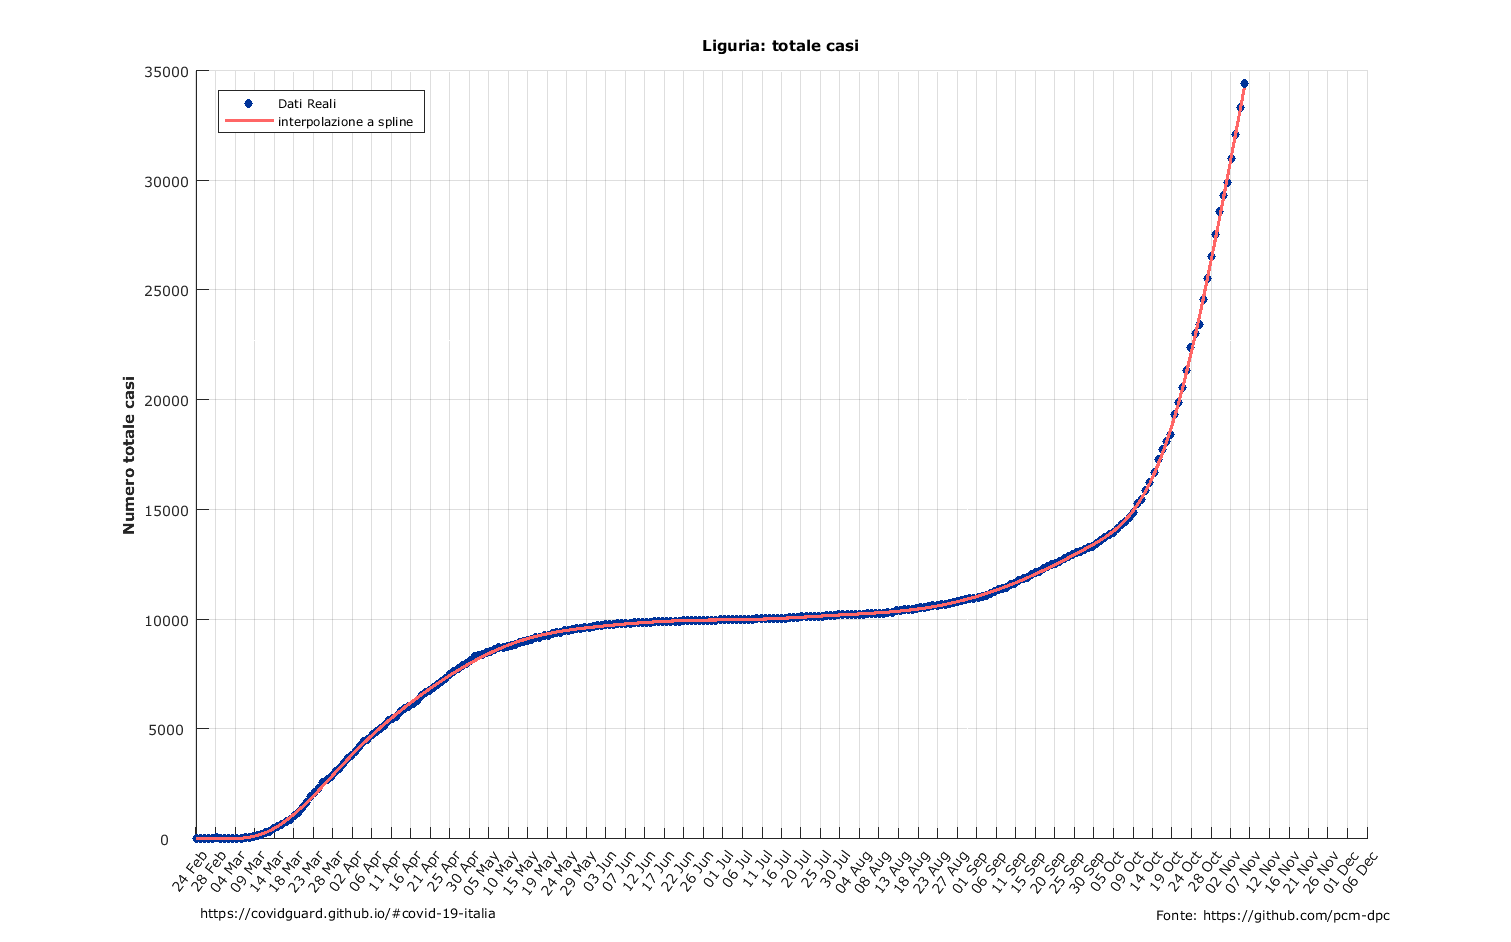 Liguria: totale casi
Dati Reali
interpolazione a spline
Numero totale casi
35000
30000
25000
20000
15000
10000
5000
0
24 Feb
28 Feb
04 Mar
09 Mar
14 Mar
18 Mar
23 Mar
28 Mar
02 Apr
06 Apr
11 Apr
16 Apr
21 Apr
25 Apr
30 Apr
05 May
10 May
15 May
19 May
24 May
29 May
03 Jun
07 Jun
12 Jun
17 Jun
22 Jun
26 Jun
01 Jul
06 Jul
11 Jul
16 Jul
20 Jul
25 Jul
30 Jul
04 Aug
08 Aug
13 Aug
18 Aug
23 Aug
27 Aug
01 Sep
06 Sep
11 Sep
15 Sep
20 Sep
25 Sep
30 Sep
05 Oct
09 Oct
14 Oct
19 Oct
24 Oct
28 Oct
02 Nov
07 Nov
12 Nov
16 Nov
21 Nov
26 Nov
01 Dec
06 Dec
https://covidguard.github.io/#covid-19-italia
Fonte: https://github.com/pcm-dpc